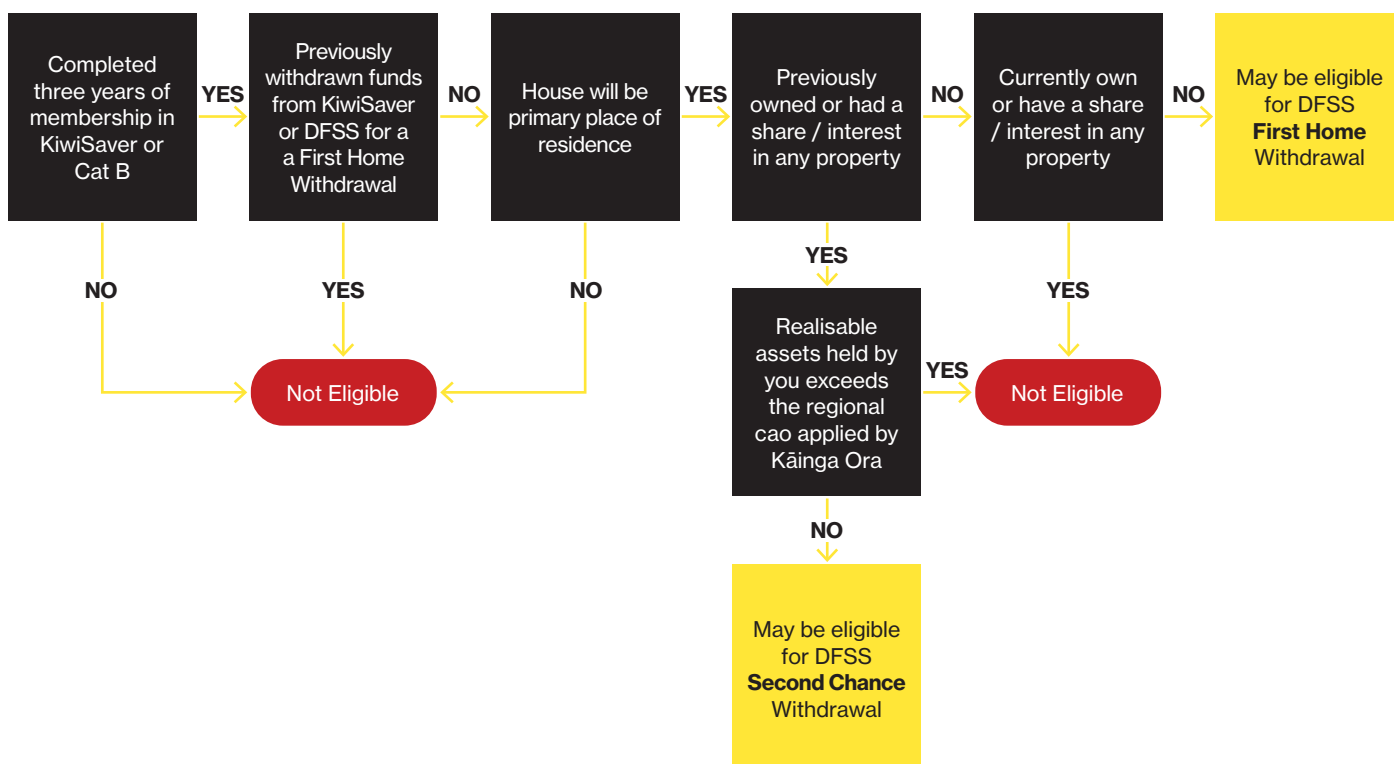 Completed
three years of
membership in
KiwiSaver or
Cat B
YES
Previously
withdrawn funds
from KiwiSaver
or DFSS for a
a First Home
Withdrawal
NO
House will be
primary place of
residence
YES
Previously
owned or had a
share / interest
in any property
NO
Currently own
or have a share
/ interest in any
property
NO
May be eligible
for DFSS
First Home
Withdrawal
NO
YES
NO
Not Eligible
YES
Realisable
assets held by
you exceeds
the regional
cao applied by
Kāinga Ora
YES
YES
Not Eligible
NO
May be eligible
for DFSS
Second Chance
Withdrawal